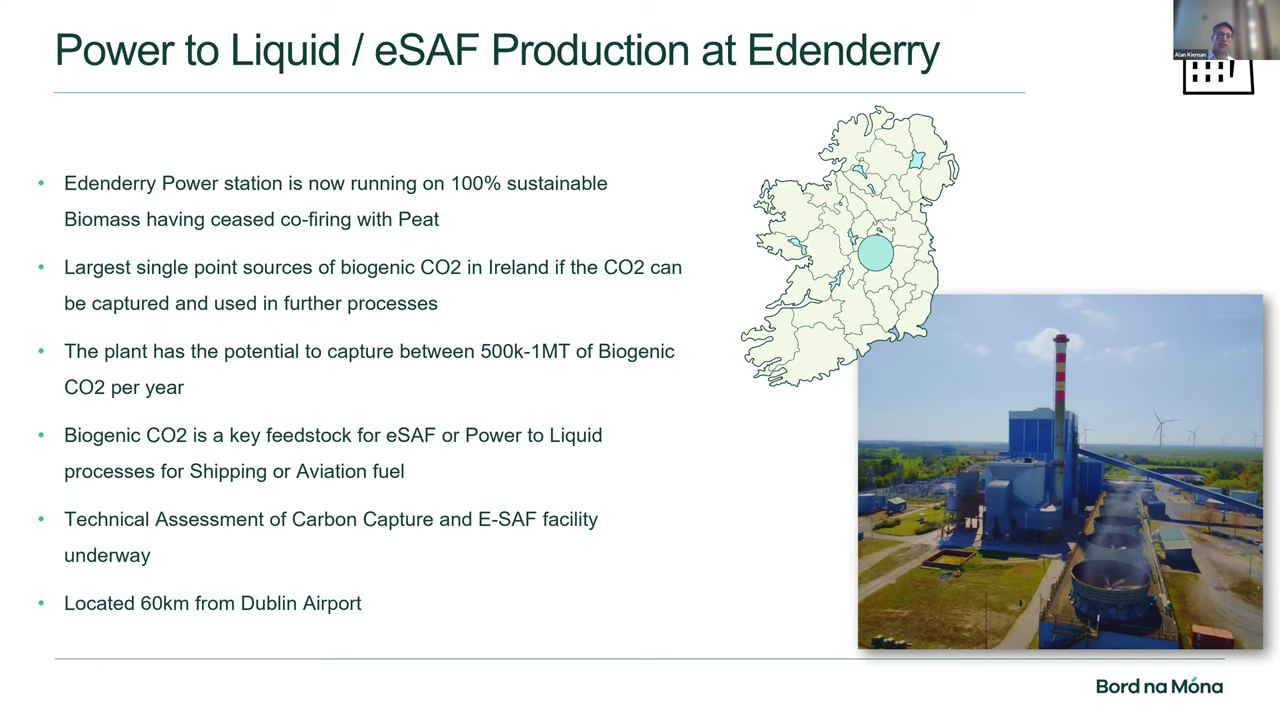 Power to Liquid / eSAF Production at Edenderry
Alan Kiernan
• Edenderry Power station is now running on 100% sustainable
Biomass having ceased co-firing with Peat
• Largest single point sources of biogenic CO2 in Ireland if the CO2 can
be captured and used in further processes
• The plant has the potential to capture between 500k-1MT of Biogenic
CO2 per year
• Biogenic CO2 is a key feedstock for eSAF or Power to Liquid
processes for Shipping or Aviation fuel
• Technical Assessment of Carbon Capture and E-SAF facility
underway
• Located 60km from Dublin Airport
Bord na Móna